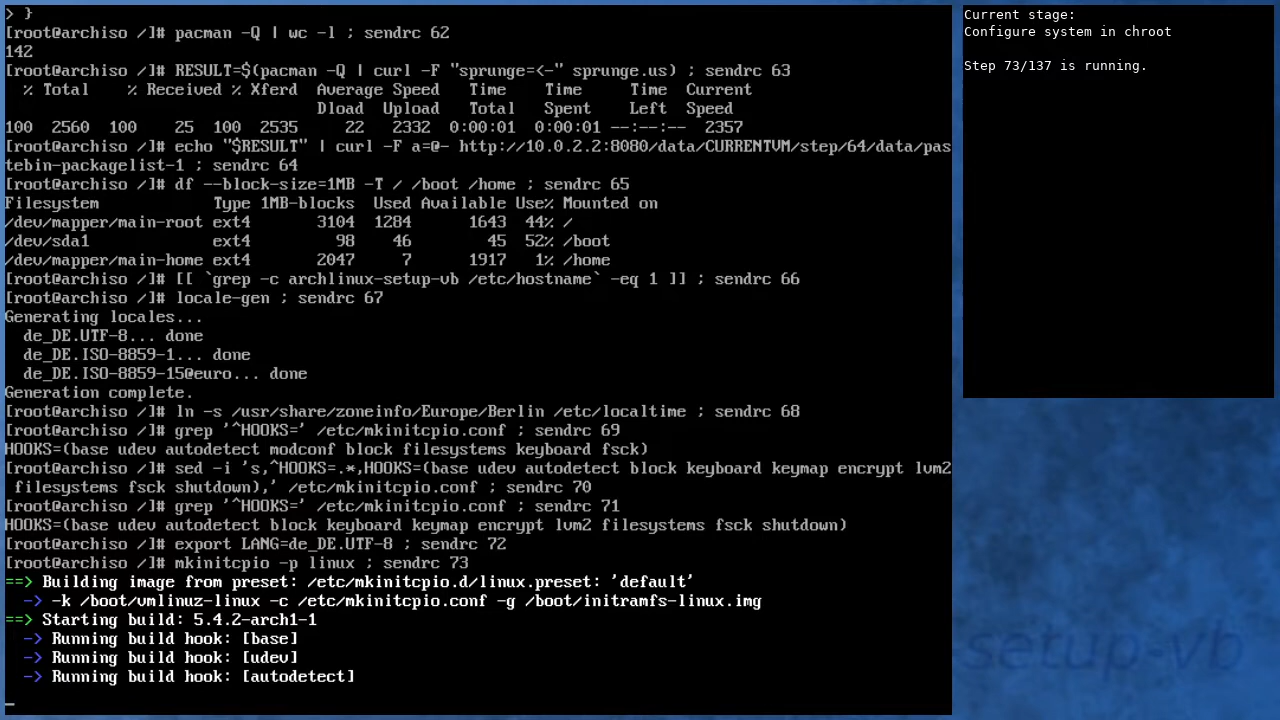 > }
[root@archiso /]# pacman -Q | wc -l ; sendrc 62
142
[root@archiso /]# RESULT=$(pacman -Q | curl -F "sprunge=<-" sprunge.us) ; sendrc 63
  % Total    % Received % Xferd  Average Speed   Time    Time     Time  Current
                                 Dload  Upload   Total   Spent    Left  Speed
100  2560  100    25  100  2535     22   2332  0:00:01  0:00:01 --:--:--  2357
[root@archiso /]# echo "$RESULT" | curl -F a=@- http://10.0.2.2:8080/data/CURRENTVM/step/64/data/pas
tebin-packagelist-1 ; sendrc 64
[root@archiso /]# df --block-size=1MB -T / /boot /home ; sendrc 65
Filesystem            Type 1MB-blocks  Used Available Use% Mounted on
/dev/mapper/main-root ext4       3104  1284      1643  44% /
/dev/sda1             ext4         98    46        45  52% /boot
/dev/mapper/main-home ext4       2047     7      1917   1% /home
[root@archiso /]# [[ `grep -c archlinux-setup-vb /etc/hostname` -eq 1 ]] ; sendrc 66
[root@archiso /]# locale-gen ; sendrc 67
Generating locales...
  de_DE.UTF-8... done
  de_DE.ISO-8859-1... done
  de_DE.ISO-8859-15@euro... done
Generation complete.
[root@archiso /]# ln -s /usr/share/zoneinfo/Europe/Berlin /etc/localtime ; sendrc 68
[root@archiso /]# grep '^HOOKS=' /etc/mkinitcpio.conf ; sendrc 69
HOOKS=(base udev autodetect modconf block filesystems keyboard fsck)
[root@archiso /]# sed -i 's,^HOOKS=.*,HOOKS=(base udev autodetect block keyboard keymap encrypt lvm2
 filesystems fsck shutdown),' /etc/mkinitcpio.conf ; sendrc 70
[root@archiso /]# grep '^HOOKS=' /etc/mkinitcpio.conf ; sendrc 71
HOOKS=(base udev autodetect block keyboard keymap encrypt lvm2 filesystems fsck shutdown)
[root@archiso /]# export LANG=de_DE.UTF-8 ; sendrc 72
[root@archiso /]# mkinitcpio -p linux ; sendrc 73
==> Building image from preset: /etc/mkinitcpio.d/linux.preset: 'default'
  -> -k /boot/vmlinuz-linux -c /etc/mkinitcpio.conf -g /boot/initramfs-linux.img
==> Starting build: 5.4.2-arch1-1
  -> Running build hook: [base]
  -> Running build hook: [udev]
  -> Running build hook: [autodetect]
_
Current stage:
Configure system in chroot
Step 73/137 is running.
setup-vb